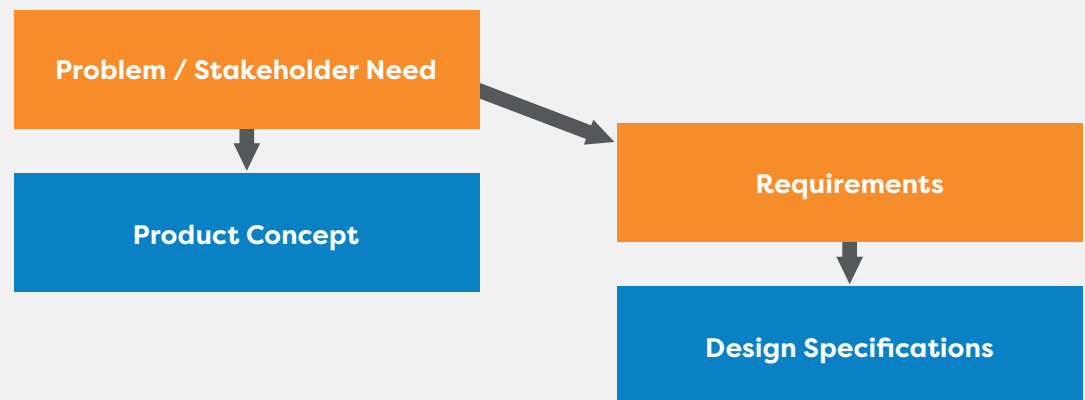 Problem / Stakeholder Need
Product Concept
Requirements
Design Specifications